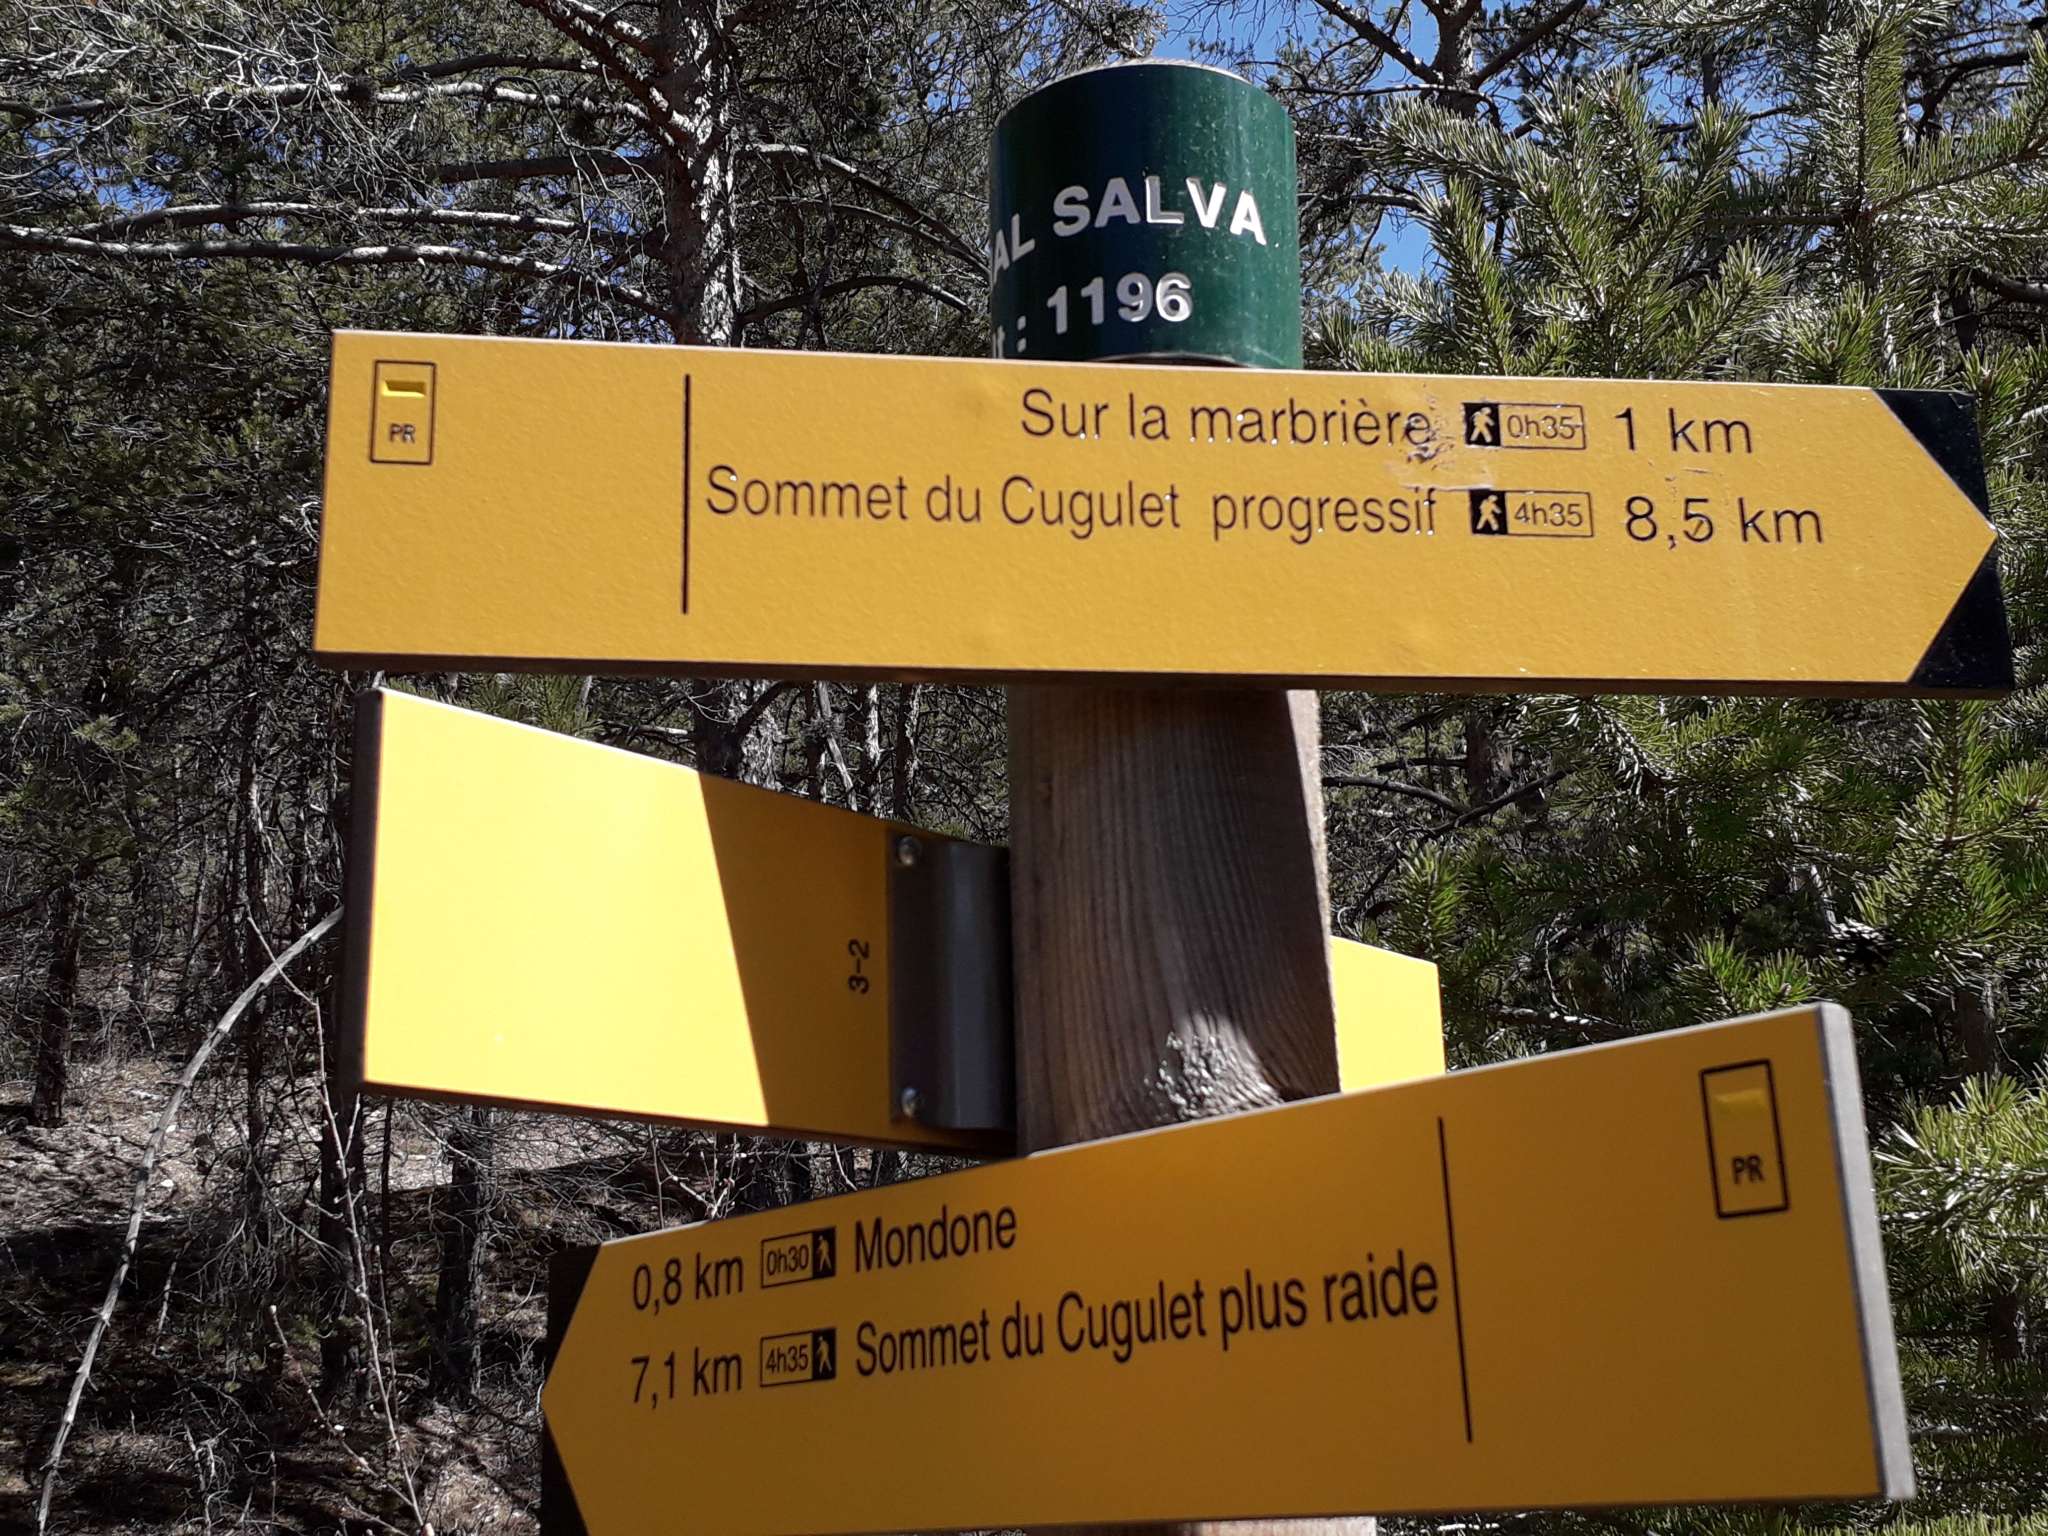 AL SALVA
t : 1196
PR
Sur la marbrière 0h35 1 km
Sommet du Cugulet progressif 4h35 8,5 km
3-2
PR
0,8 km 0h30 Mondone
7,1 km 4h35 Sommet du Cugulet plus raide